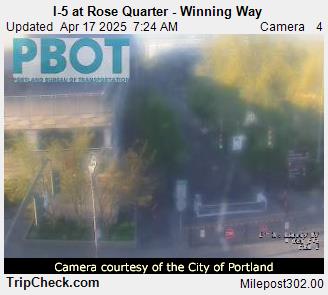 I-5 at Rose Quarter - Winning Way
Updated Apr 17 2025 7:24 AM Camera 4
PBOT
PORTLAND BUREAU OF TRANSPORTATION
Camera courtesy of the City of Portland
TripCheck.com Milepost302.00